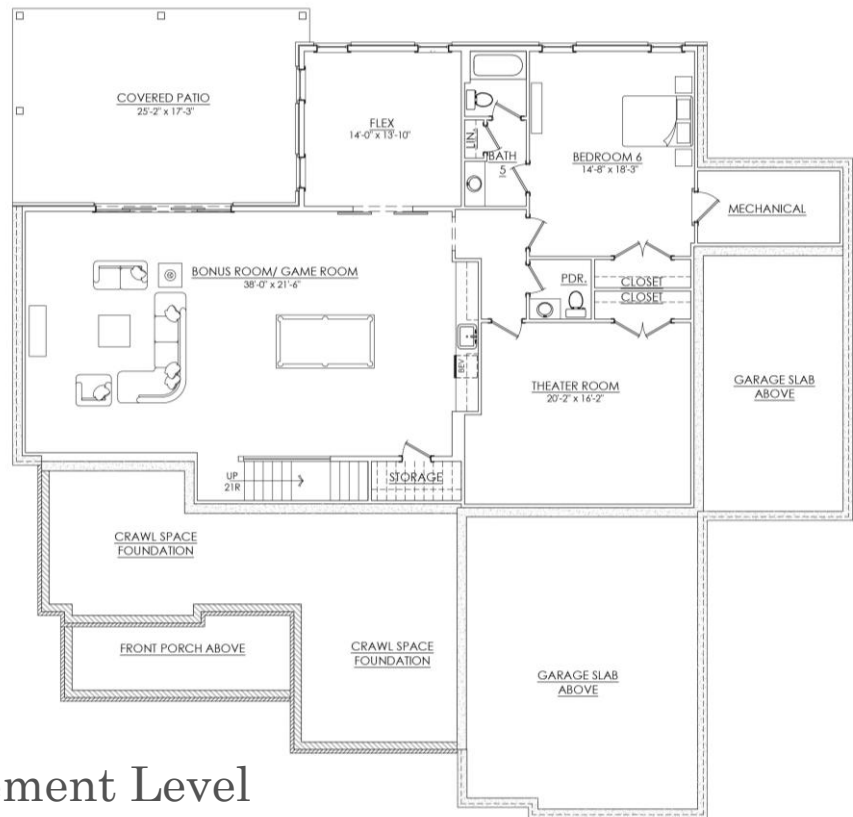 COVERED PATIO
25'-2" x 17'-3"
FLEX
14'-0" x 13'-10"
LIN.
BATH
5
BEDROOM 6
14'-8" x 18'-3"
MECHANICAL
BONUS ROOM/ GAME ROOM
38'-0" x 21'-6"
PDR.
CLOSET
CLOSET
BEV
THEATER ROOM
20'-2" x 16'-2"
GARAGE SLAB
ABOVE
UP
21R
STORAGE
CRAWL SPACE
FOUNDATION
FRONT PORCH ABOVE
CRAWL SPACE
FOUNDATION
GARAGE SLAB
ABOVE
ment Level